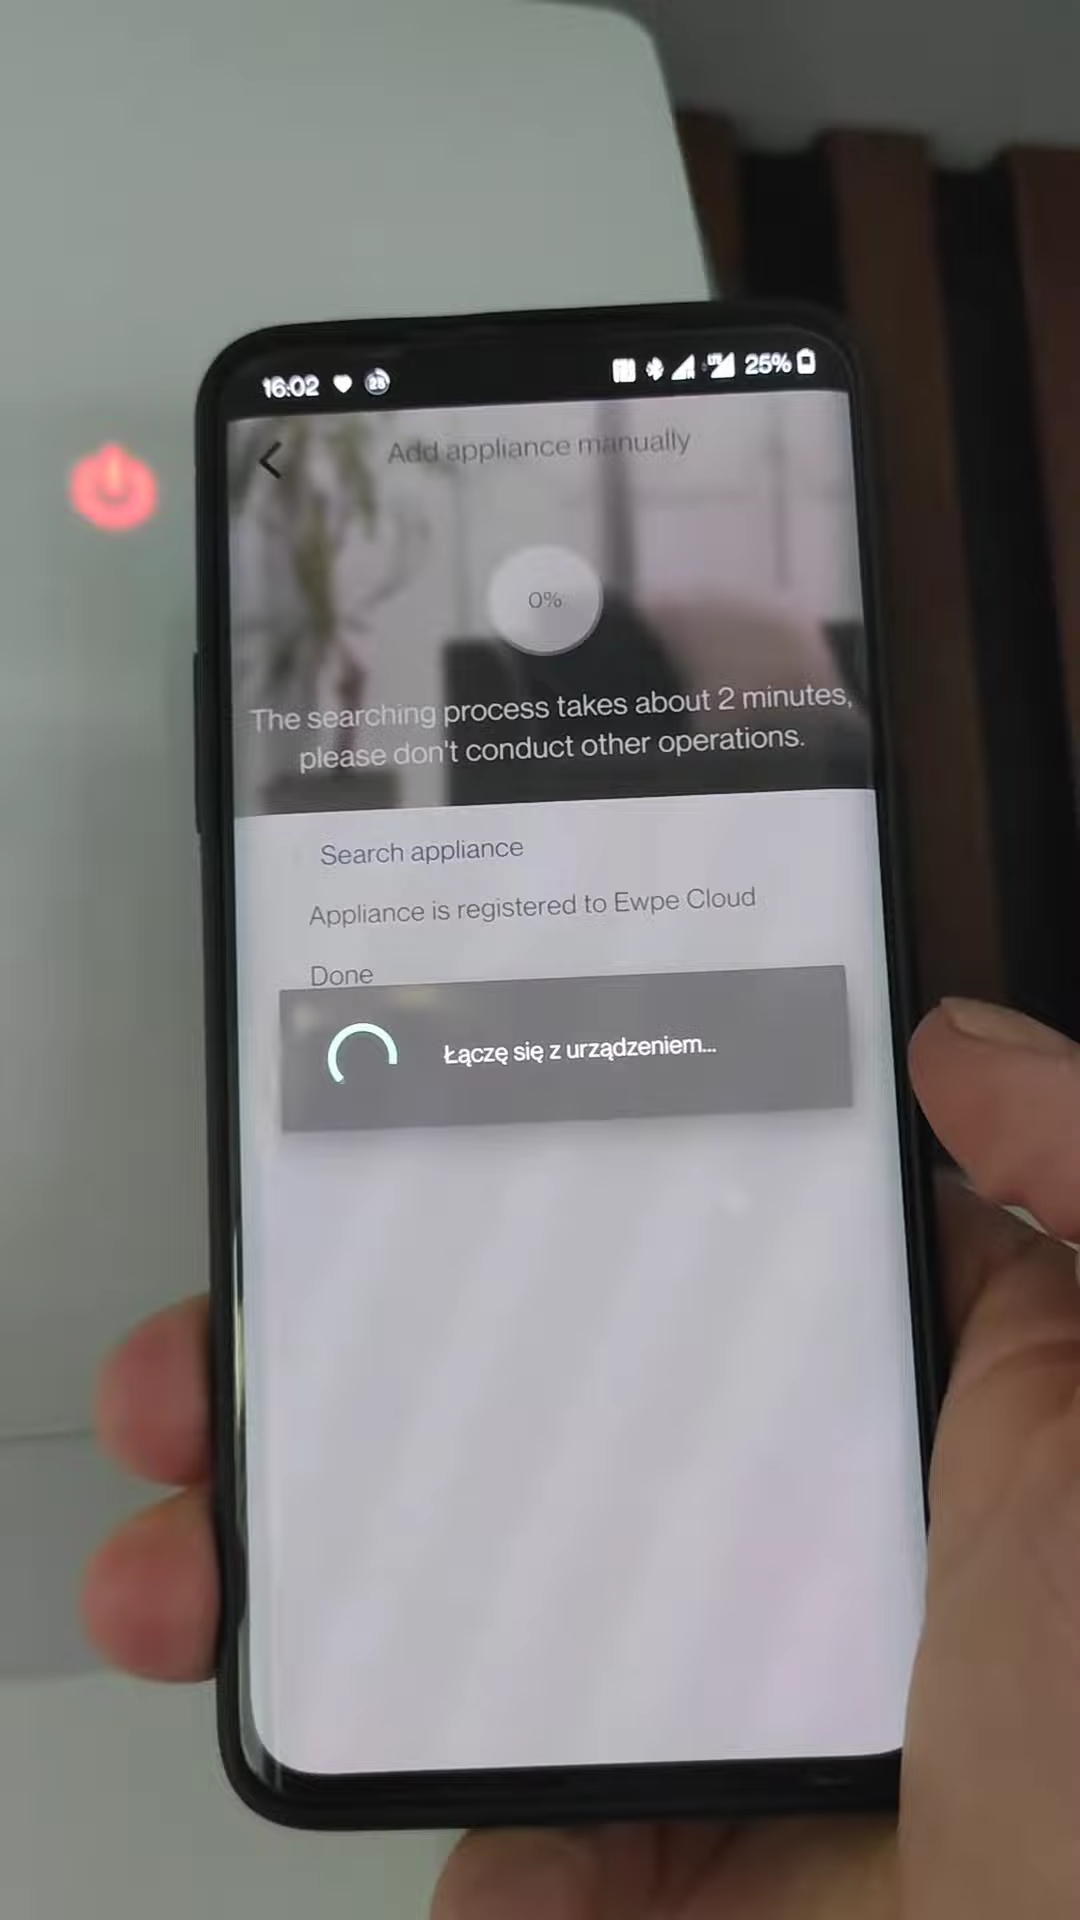 16:02 25%
Add appliance manually
0%
The searching process takes about 2 minutes,
please don't conduct other operations.
Search appliance
Appliance is registered to Ewpe Cloud
Done
Łączę się z urządzeniem...